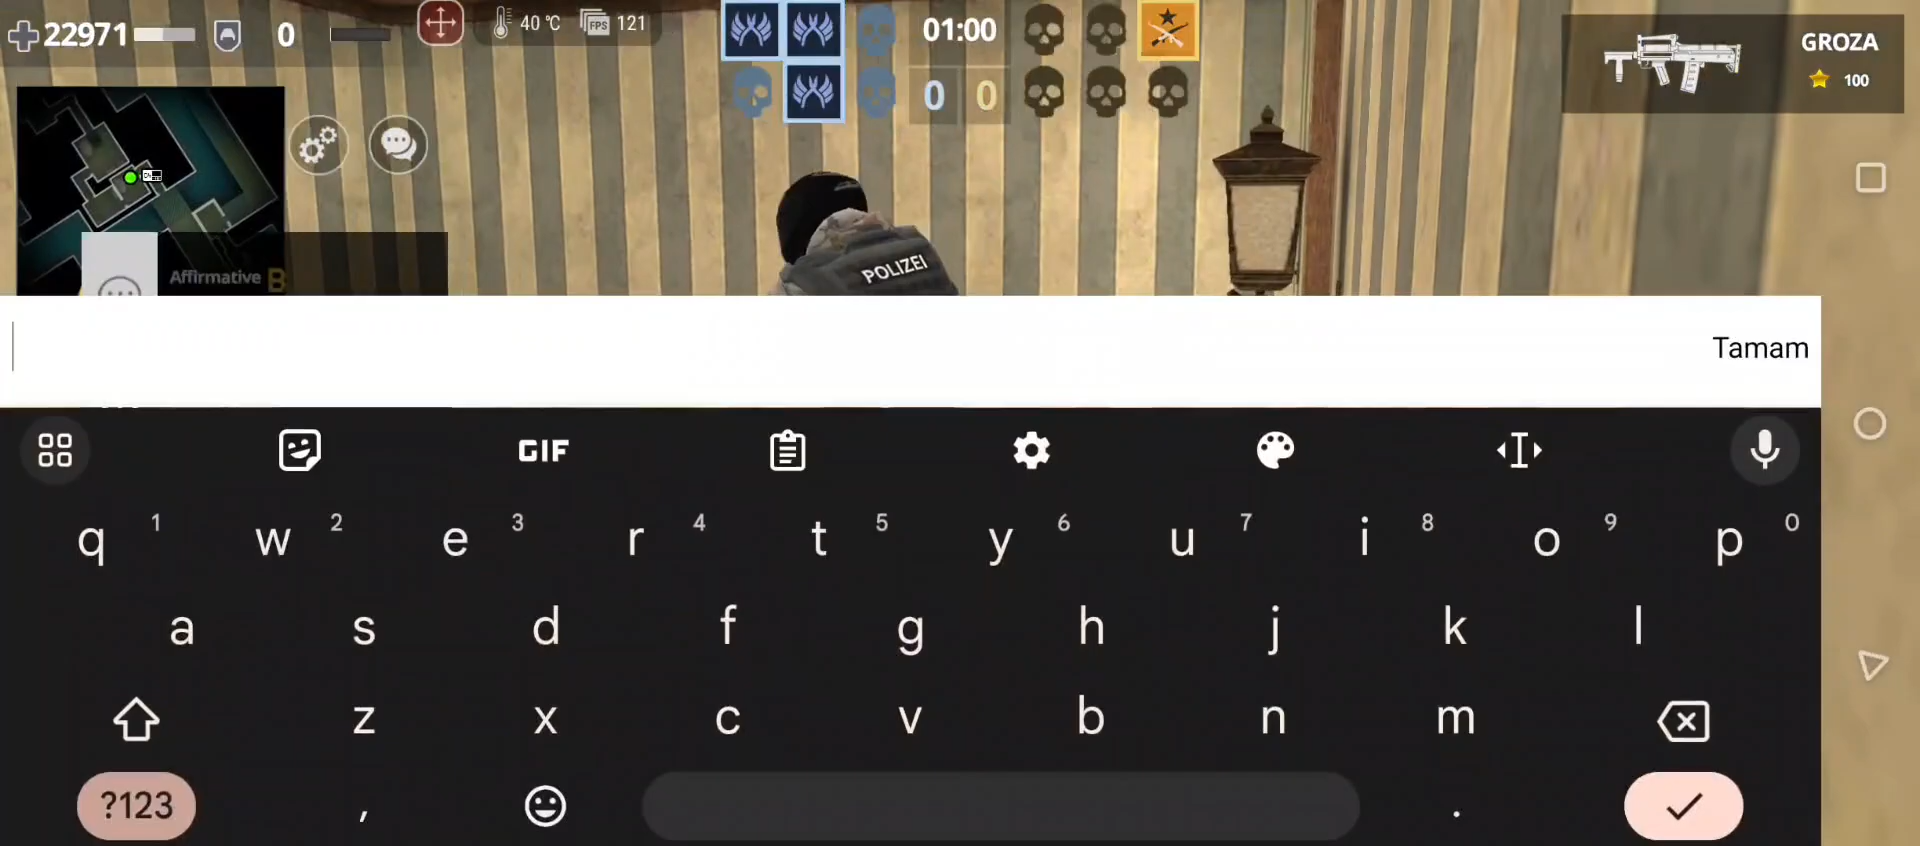 22971 0 40 °C FPS 121 01:00 GROZA
100
0 0
POLIZEI
Affirmative B
Tamam
GIF
q 1 w 2 e 3 r 4 t 5 y 6 u 7 i 8 o 9 p 0
a s d f g h j k l
z x c v b n m
?123 , .